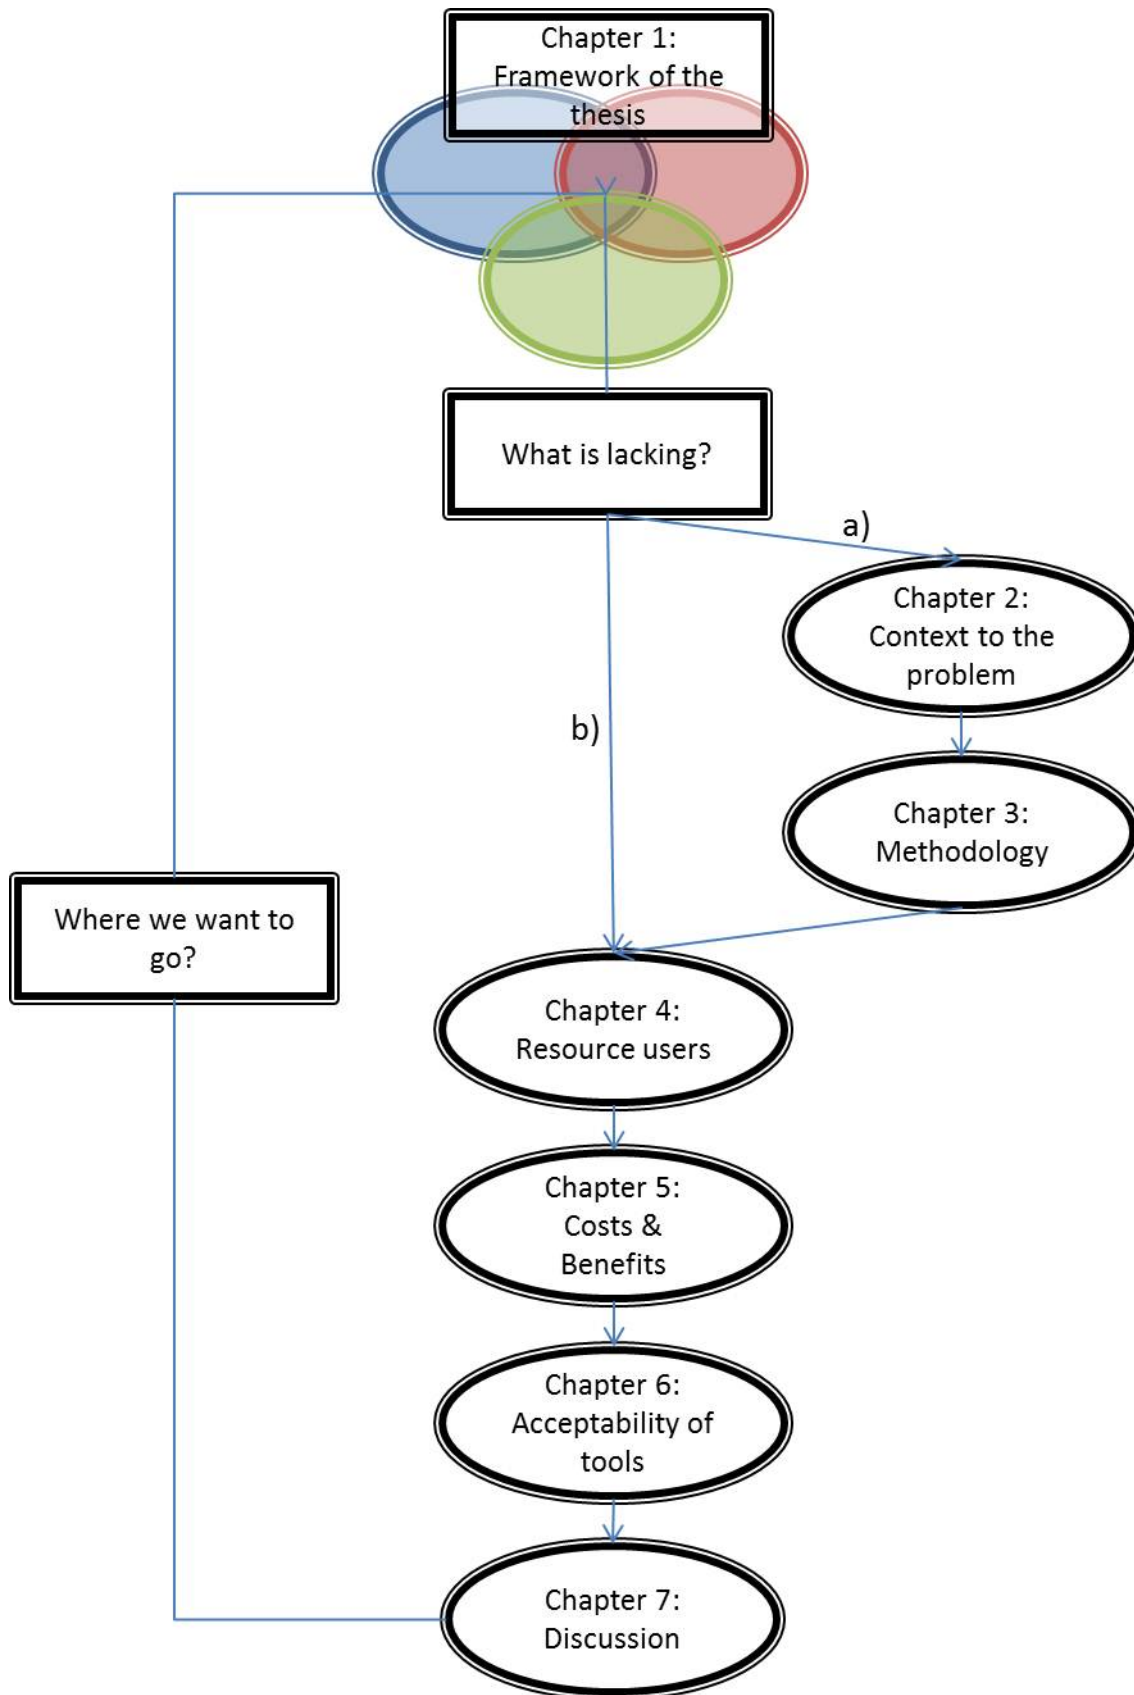 Chapter 1:
Framework of the
thesis
What is lacking?
a)
Chapter 2:
Context to the
problem
b)
Chapter 3:
Methodology
Where we want to
go?
Chapter 4:
Resource users
Chapter 5:
Costs &
Benefits
Chapter 6:
Acceptability of
tools
Chapter 7:
Discussion